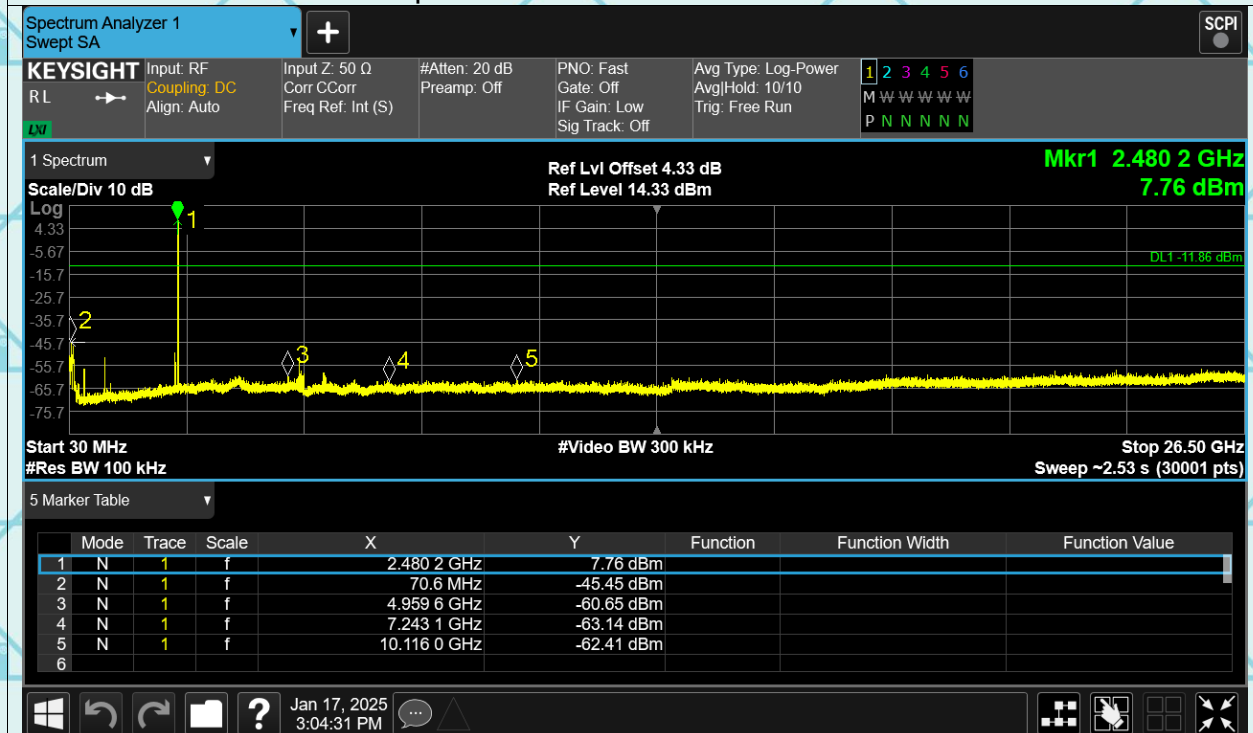 Spectrum Analyzer 1
Swept SA
+
SCPI
KEYSIGHT
RL
LXI
Input: RF
Coupling: DC
Align: Auto
Input Z: 50 Ω
Corr CCorr
Freq Ref: Int (S)
#Atten: 20 dB
Preamp: Off
PNO: Fast
Gate: Off
IF Gain: Low
Sig Track: Off
Avg Type: Log-Power
Avg|Hold: 10/10
Trig: Free Run
1 2 3 4 5 6
M W W W W W
P N N N N N
1 Spectrum
Scale/Div 10 dB
Ref Lvl Offset 4.33 dB
Ref Level 14.33 dBm
Mkr1 2.480 2 GHz
7.76 dBm
Log
4.33
-5.67
-15.7
-25.7
-35.7
-45.7
-55.7
-65.7
-75.7
1
2
3
4
5
DL1 -11.86 dBm
Start 30 MHz
#Video BW 300 kHz
Stop 26.50 GHz
#Res BW 100 kHz
Sweep ~2.53 s (30001 pts)
5 Marker Table
Mode Trace Scale X Y Function Function Width Function Value
1 N 1 f 2.480 2 GHz 7.76 dBm
2 N 1 f 70.6 MHz -45.45 dBm
3 N 1 f 4.959 6 GHz -60.65 dBm
4 N 1 f 7.243 1 GHz -63.14 dBm
5 N 1 f 10.116 0 GHz -62.41 dBm
6
?
Jan 17, 2025
3:04:31 PM